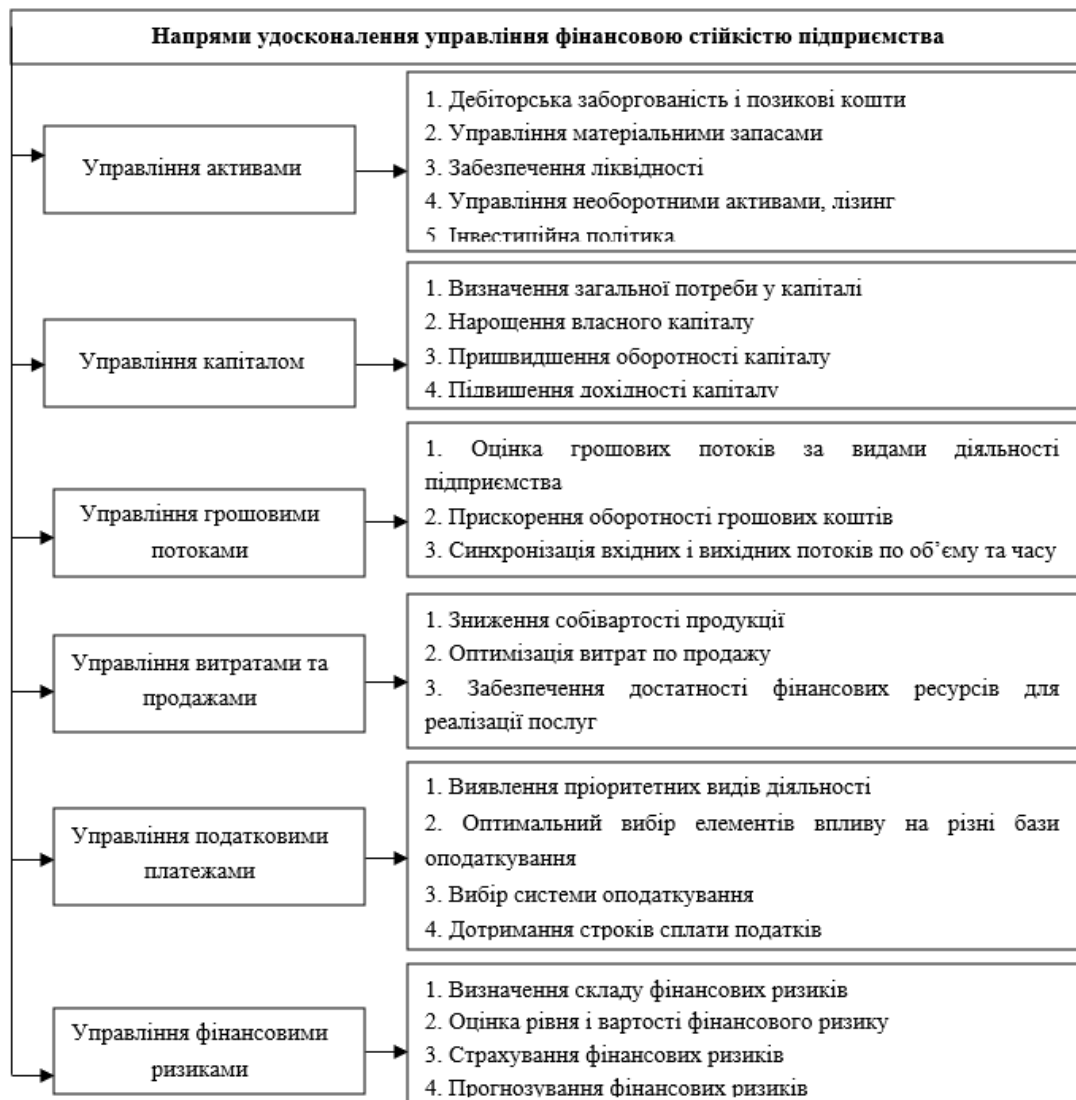 Напрями удосконалення управління фінансовою стійкістю підприємства
Управління активами
1. Дебіторська заборгованість і позикові кошти
2. Управління матеріальними запасами
3. Забезпечення ліквідності
4. Управління необоротними активами, лізинг
5. Інвестиційна політика
Управління капіталом
1. Визначення загальної потреби у капіталі
2. Нарощення власного капіталу
3. Пришвидшення оборотності капіталу
4. Підвищення дохідності капіталу
Управління грошовими
потоками
1. Оцінка грошових потоків за видами діяльності
підприємства
2. Прискорення оборотності грошових коштів
3. Синхронізація вхідних і вихідних потоків по об’єму та часу
Управління витратами та
продажами
1. Зниження собівартості продукції
2. Оптимізація витрат по продажу
3. Забезпечення достатності фінансових ресурсів для
реалізації послуг
Управління податковими
платежами
1. Виявлення пріоритетних видів діяльності
2. Оптимальний вибір елементів впливу на різні бази
оподаткування
3. Вибір системи оподаткування
4. Дотримання строків сплати податків
Управління фінансовими
ризиками
1. Визначення складу фінансових ризиків
2. Оцінка рівня і вартості фінансового ризику
3. Страхування фінансових ризиків
4. Прогнозування фінансових ризиків